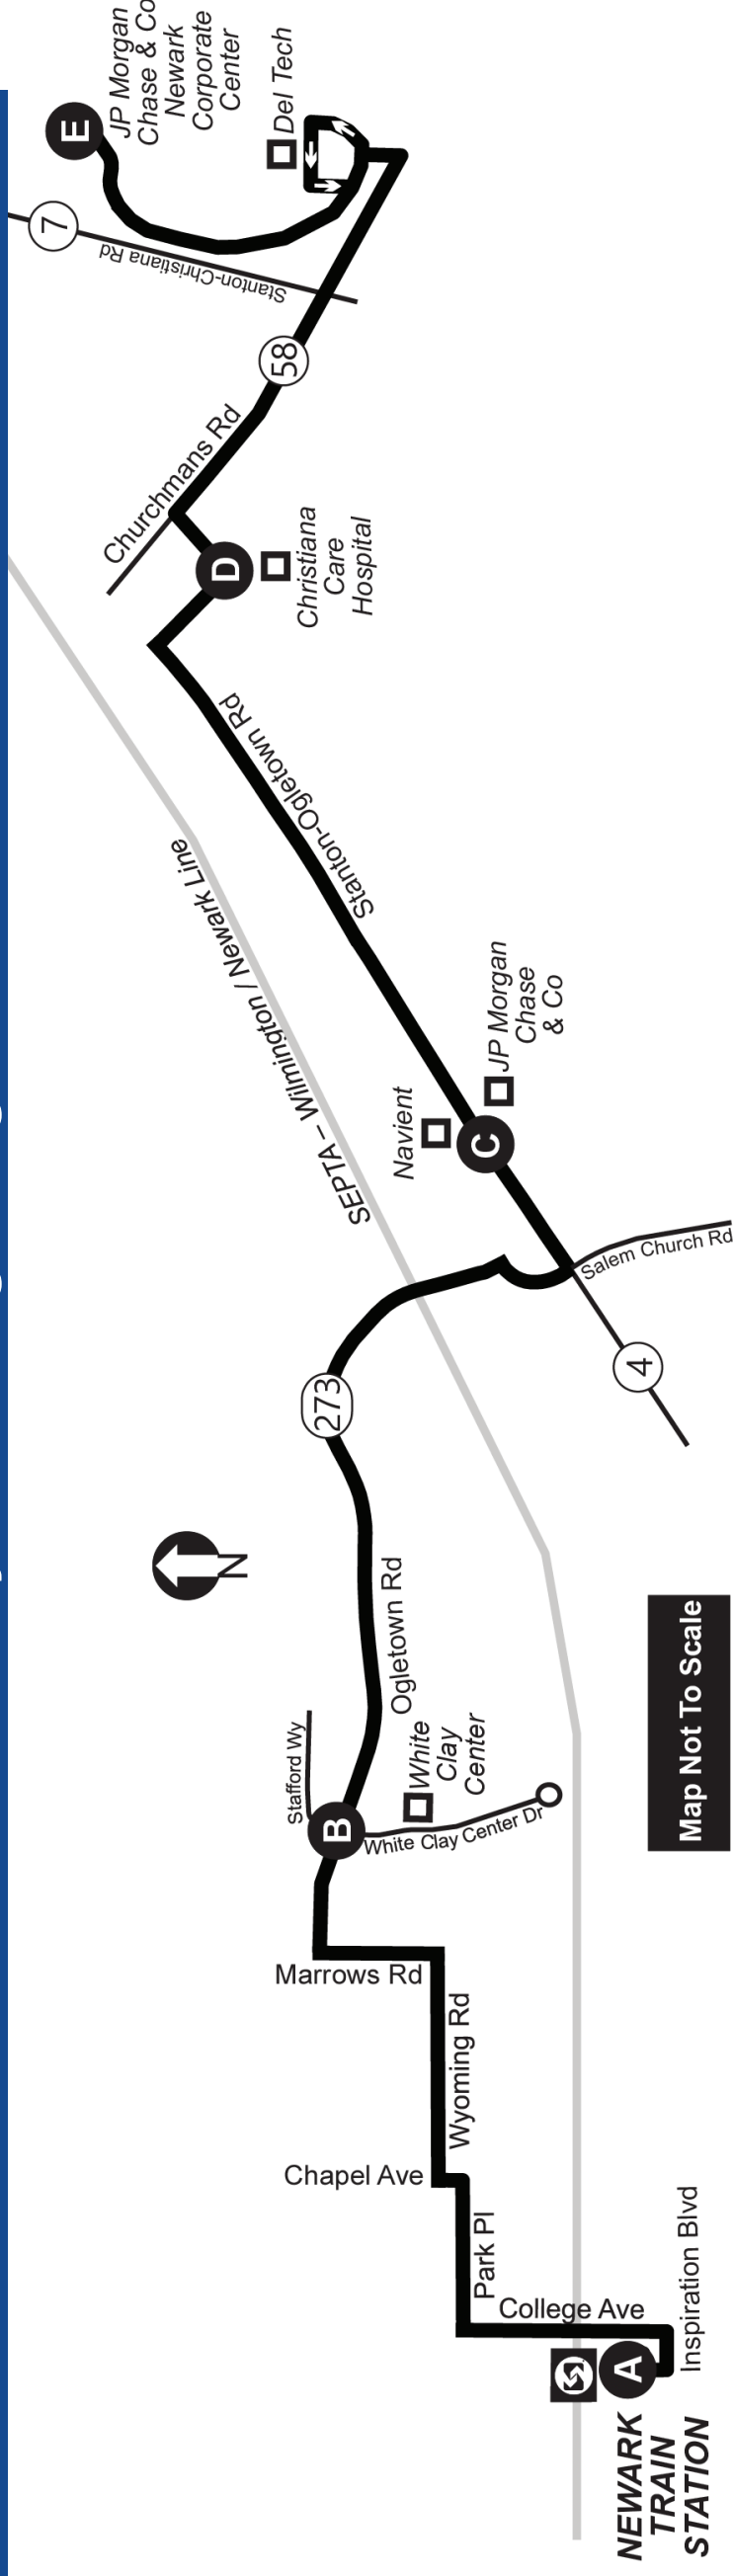 E
JP Morgan
Chase & Co
Newark
Corporate
Center
Del Tech
7
Stanton-Christiana Rd
58
Churchmans Rd
D
Christiana
Care
Hospital
Stanton-Ogletown Rd
SEPTA – Wilmington / Newark Line
Navient
JP Morgan
Chase
& Co
C
Salem Church Rd
4
273
N
Ogletown Rd
Stafford Wy
B
White
Clay
Center
White Clay Center Dr
Map Not To Scale
Marrows Rd
Wyoming Rd
Chapel Ave
Park Pl
College Ave
Inspiration Blvd
A
NEWARK
TRAIN
STATION